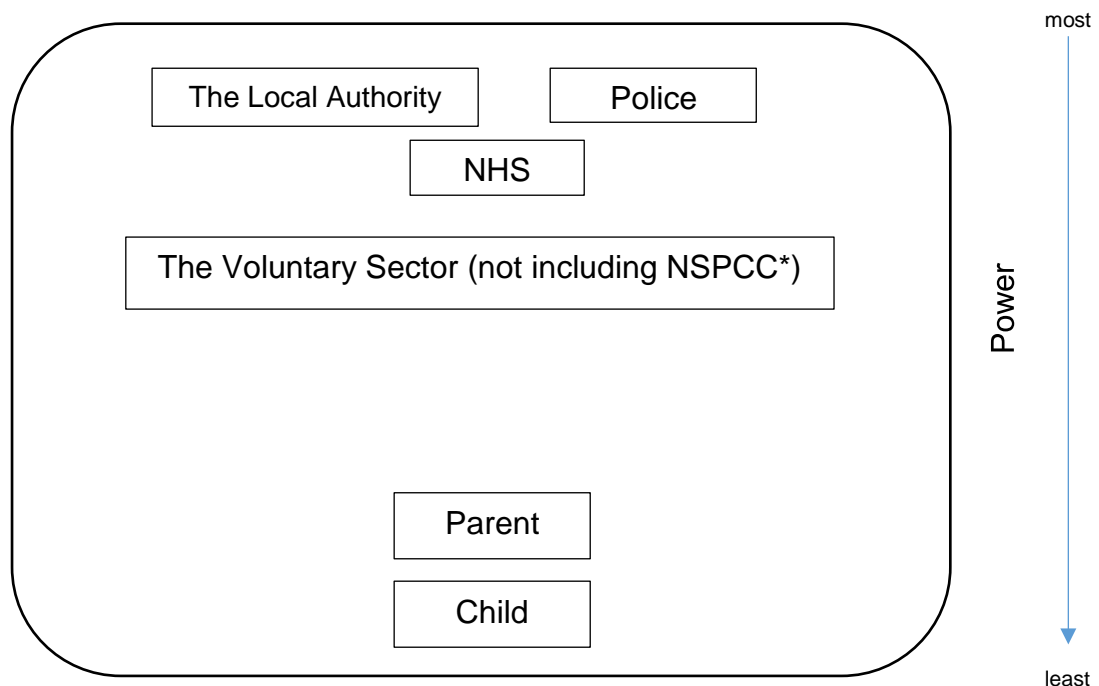 most
The Local Authority
Police
NHS
The Voluntary Sector (not including NSPCC*)
Power
Parent
Child
least